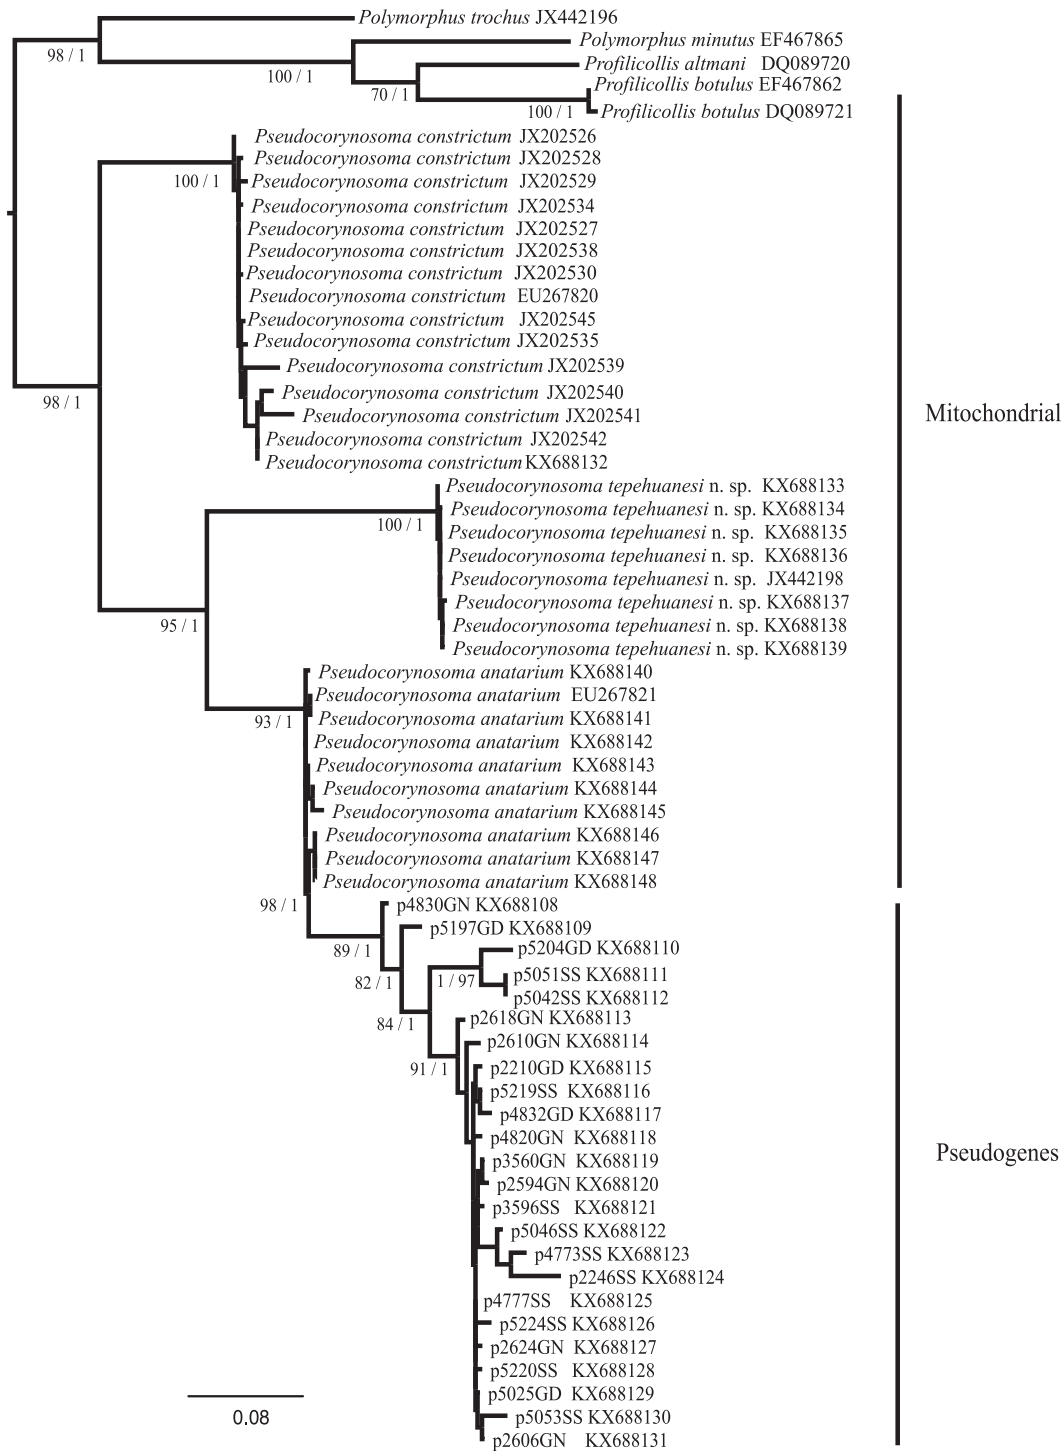 Polymorphus trochus JX442196
Polymorphus minutus EF467865
98 / 1
Profilicollis altmani DQ089720
100 / 1
Profilicollis botulus EF467862
70 / 1
100 / 1
Profilicollis botulus DQ089721
Pseudocorynosoma constrictum JX202526
Pseudocorynosoma constrictum JX202528
100 / 1
Pseudocorynosoma constrictum JX202529
Pseudocorynosoma constrictum JX202534
Pseudocorynosoma constrictum JX202527
Pseudocorynosoma constrictum JX202538
Pseudocorynosoma constrictum JX202530
Pseudocorynosoma constrictum EU267820
Pseudocorynosoma constrictum JX202545
Pseudocorynosoma constrictum JX202535
Pseudocorynosoma constrictum JX202539
Pseudocorynosoma constrictum JX202540
98 / 1
Pseudocorynosoma constrictum JX202541
Mitochondrial
Pseudocorynosoma constrictum JX202542
Pseudocorynosoma constrictum KX688132
Pseudocorynosoma tepehuanesi n. sp. KX688133
Pseudocorynosoma tepehuanesi n. sp. KX688134
100 / 1
Pseudocorynosoma tepehuanesi n. sp. KX688135
Pseudocorynosoma tepehuanesi n. sp. KX688136
Pseudocorynosoma tepehuanesi n. sp. JX442198
Pseudocorynosoma tepehuanesi n. sp. KX688137
95 / 1
Pseudocorynosoma tepehuanesi n. sp. KX688138
Pseudocorynosoma tepehuanesi n. sp. KX688139
Pseudocorynosoma anatarium KX688140
Pseudocorynosoma anatarium EU267821
93 / 1
Pseudocorynosoma anatarium KX688141
Pseudocorynosoma anatarium KX688142
Pseudocorynosoma anatarium KX688143
Pseudocorynosoma anatarium KX688144
Pseudocorynosoma anatarium KX688145
Pseudocorynosoma anatarium KX688146
Pseudocorynosoma anatarium KX688147
Pseudocorynosoma anatarium KX688148
98 / 1
p4830GN KX688108
p5197GD KX688109
89 / 1
p5204GD KX688110
82 / 1
1 / 97
p5051SS KX688111
p5042SS KX688112
84 / 1
p2618GN KX688113
p2610GN KX688114
91 / 1
p2210GD KX688115
p5219SS KX688116
p4832GD KX688117
p4820GN KX688118
Pseudogenes
p3560GN KX688119
p2594GN KX688120
p3596SS KX688121
p5046SS KX688122
p4773SS KX688123
p2246SS KX688124
p4777SS KX688125
p5224SS KX688126
p2624GN KX688127
p5220SS KX688128
p5025GD KX688129
0.08
p5053SS KX688130
p2606GN KX688131